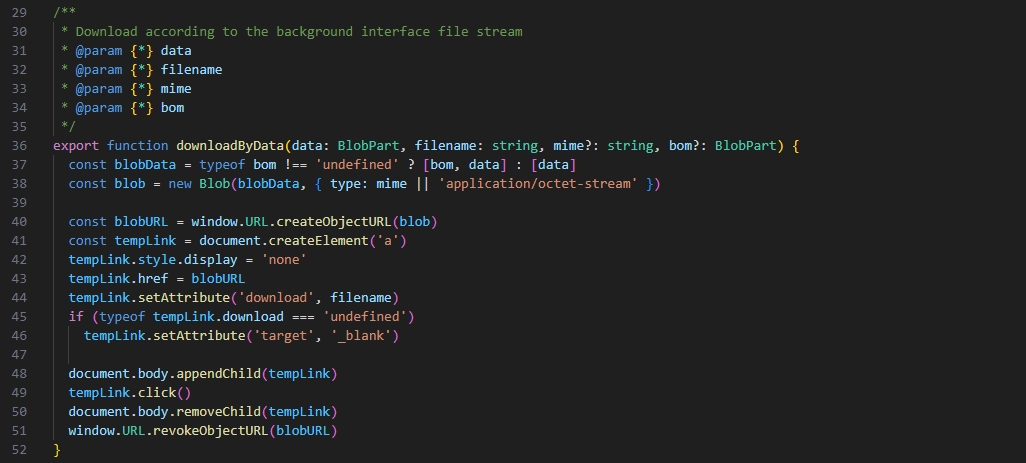 29 /**
30  * Download according to the background interface file stream
31  * @param {*} data
32  * @param {*} filename
33  * @param {*} mime
34  * @param {*} bom
35  */
36 export function downloadByData(data: BlobPart, filename: string, mime?: string, bom?: BlobPart) {
37   const blobData = typeof bom !== 'undefined' ? [bom, data] : [data]
38   const blob = new Blob(blobData, { type: mime || 'application/octet-stream' })
39
40   const blobURL = window.URL.createObjectURL(blob)
41   const tempLink = document.createElement('a')
42   tempLink.style.display = 'none'
43   tempLink.href = blobURL
44   tempLink.setAttribute('download', filename)
45   if (typeof tempLink.download === 'undefined')
46     tempLink.setAttribute('target', '_blank')
47
48   document.body.appendChild(tempLink)
49   tempLink.click()
50   document.body.removeChild(tempLink)
51   window.URL.revokeObjectURL(blobURL)
52 }